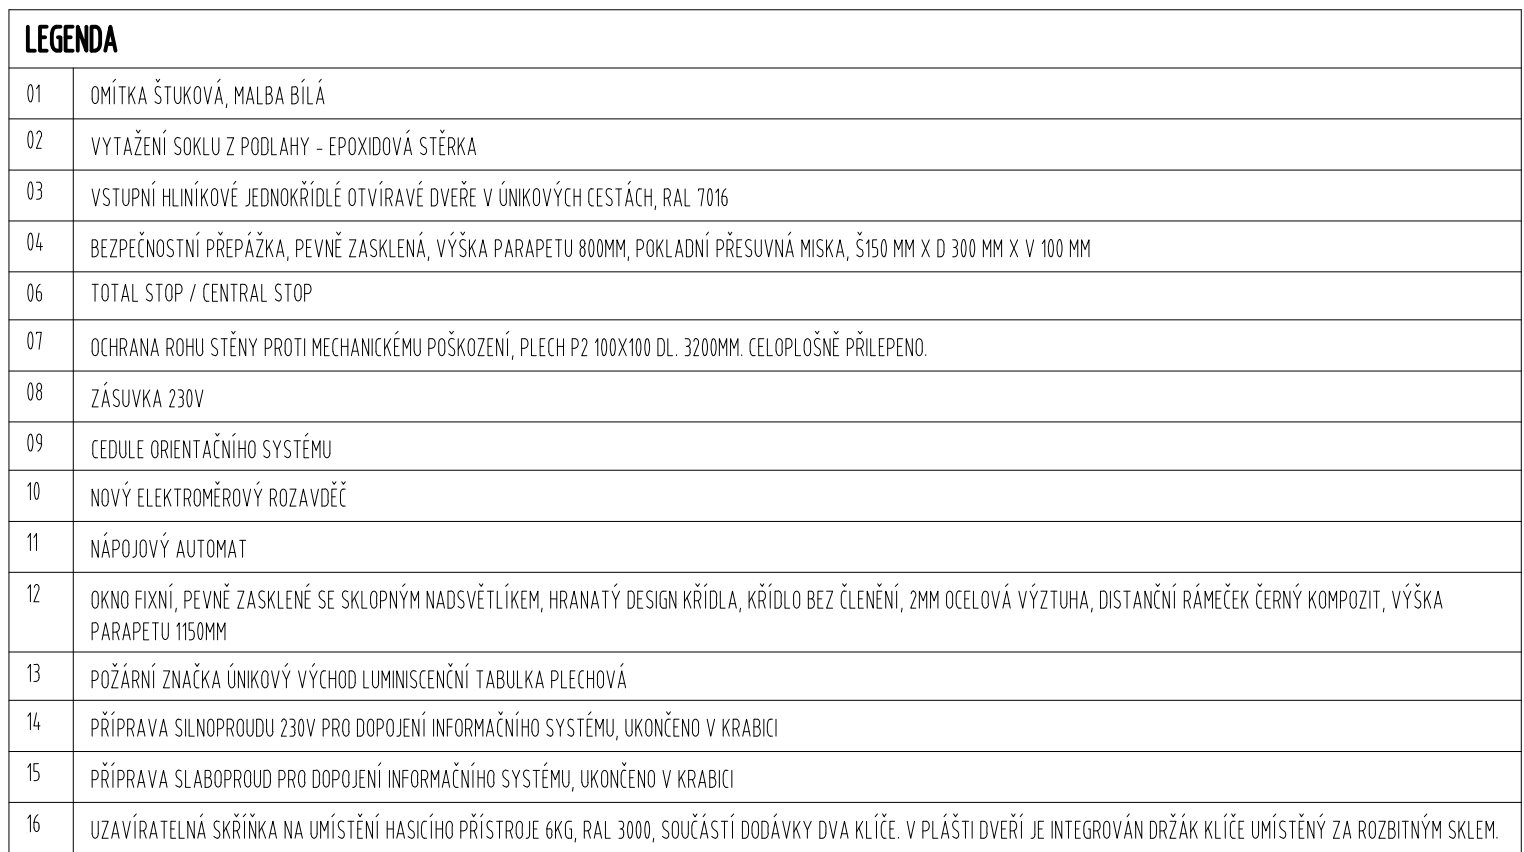 LEGENDA
01 OMÍTKA ŠTUKOVÁ, MALBA BÍLÁ
02 VYTAŽENÍ SOKLU Z PODLAHY - EPOXIDOVÁ STĚRKA
03 VSTUPNÍ HLINÍKOVÉ JEDNOKŘÍDLÉ OTVÍRAVÉ DVEŘE V ÚNIKOVÝCH CESTÁCH, RAL 7016
04 BEZPEČNOSTNÍ PŘEPÁŽKA, PEVNĚ ZASKLENÁ, VÝŠKA PARAPETU 800MM, POKLADNÍ PŘESUVNÁ MISKA, Š150 MM X D 300 MM X V 100 MM
06 TOTAL STOP / CENTRAL STOP
07 OCHRANA ROHU STĚNY PROTI MECHANICKÉMU POŠKOZENÍ, PLECH P2 100X100 DL. 3200MM. CELOPLOŠNĚ PŘILEPENO.
08 ZÁSUVKA 230V
09 CEDULE ORIENTAČNÍHO SYSTÉMU
10 NOVÝ ELEKTROMĚROVÝ ROZAVDĚČ
11 NÁPOJOVÝ AUTOMAT
12 OKNO FIXNÍ, PEVNĚ ZASKLENÉ SE SKLOPNÝM NADSVĚTLÍKEM, HRANATÝ DESIGN KŘÍDLA, KŘÍDLO BEZ ČLENĚNÍ, 2MM OCELOVÁ VÝZTUHA, DISTANČNÍ RÁMEČEK ČERNÝ KOMPOZIT, VÝŠKA
PARAPETU 1150MM
13 POŽÁRNÍ ZNAČKA ÚNIKOVÝ VÝCHOD LUMINISCENČNÍ TABULKA PLECHOVÁ
14 PŘÍPRAVA SILNOPROUDU 230V PRO DOPOJENÍ INFORMAČNÍHO SYSTÉMU, UKONČENO V KRABICI
15 PŘÍPRAVA SLABOPROUD PRO DOPOJENÍ INFORMAČNÍHO SYSTÉMU, UKONČENO V KRABICI
16 UZAVÍRATELNÁ SKŘÍŇKA NA UMÍSTĚNÍ HASICÍHO PŘÍSTROJE 6KG, RAL 3000, SOUČÁSTÍ DODÁVKY DVA KLÍČE. V PLÁŠTI DVEŘÍ JE INTEGROVÁN DRŽÁK KLÍČE UMÍSTĚNÝ ZA ROZBITNÝM SKLEM.